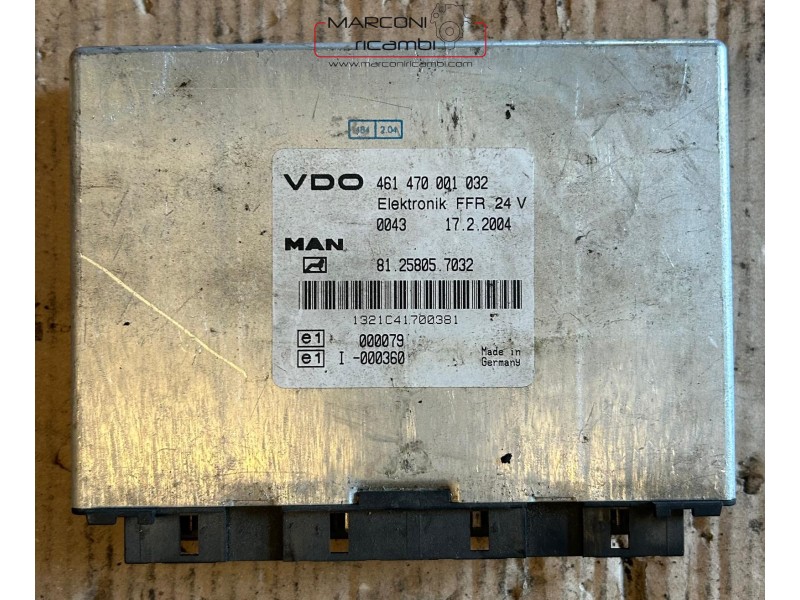 MARCONI
ricambi
www.marconiricambi.com
2.04
VDO 461 470 001 032
Elektronik FFR 24 V
0043 17.2.2004
MAN
81.25805.7032
1321C41700381
e1 000079
e1 I -000360
Made in
Germany